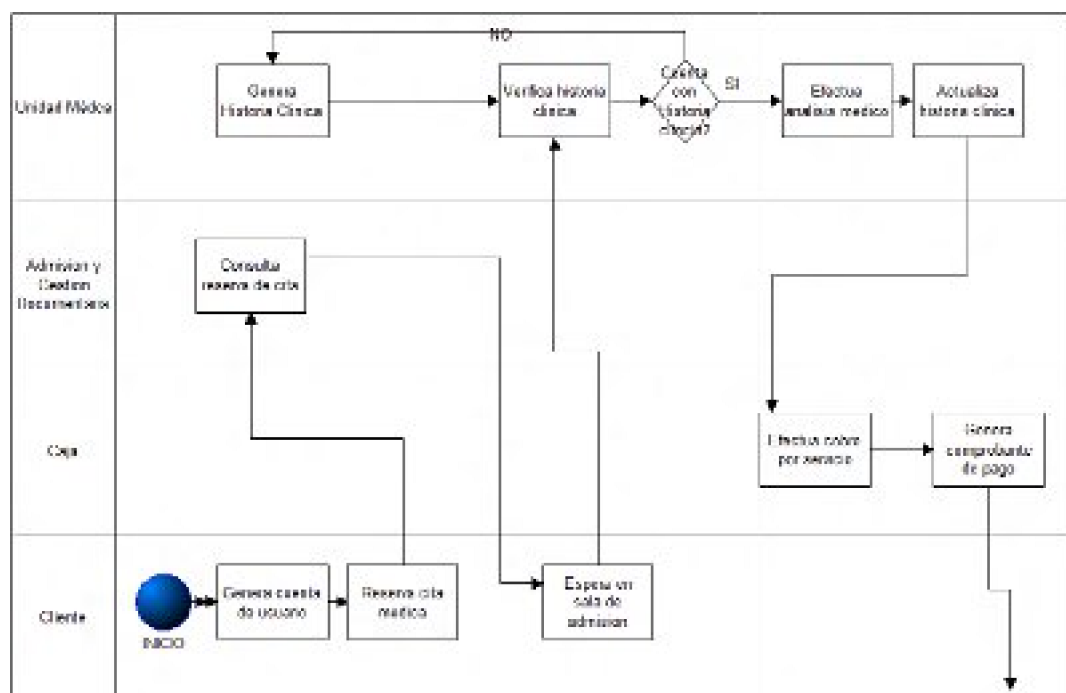 NO
Unidad Médica
Genera
Historia Clinica
Verifica historia
clinica
Cuenta
con
Historia
SI
Efectua
analisis medico
Actualiza
historia clinica
Admision y
Gestion
Documentaria
Consulta
reserva de cita
Caja
Efectua cobro
por servicio
Genera
comprobante
de pago
Cliente
INICIO
Genera cuenta
de usuario
Reserva cita
medica
Espera en
sala de
admision